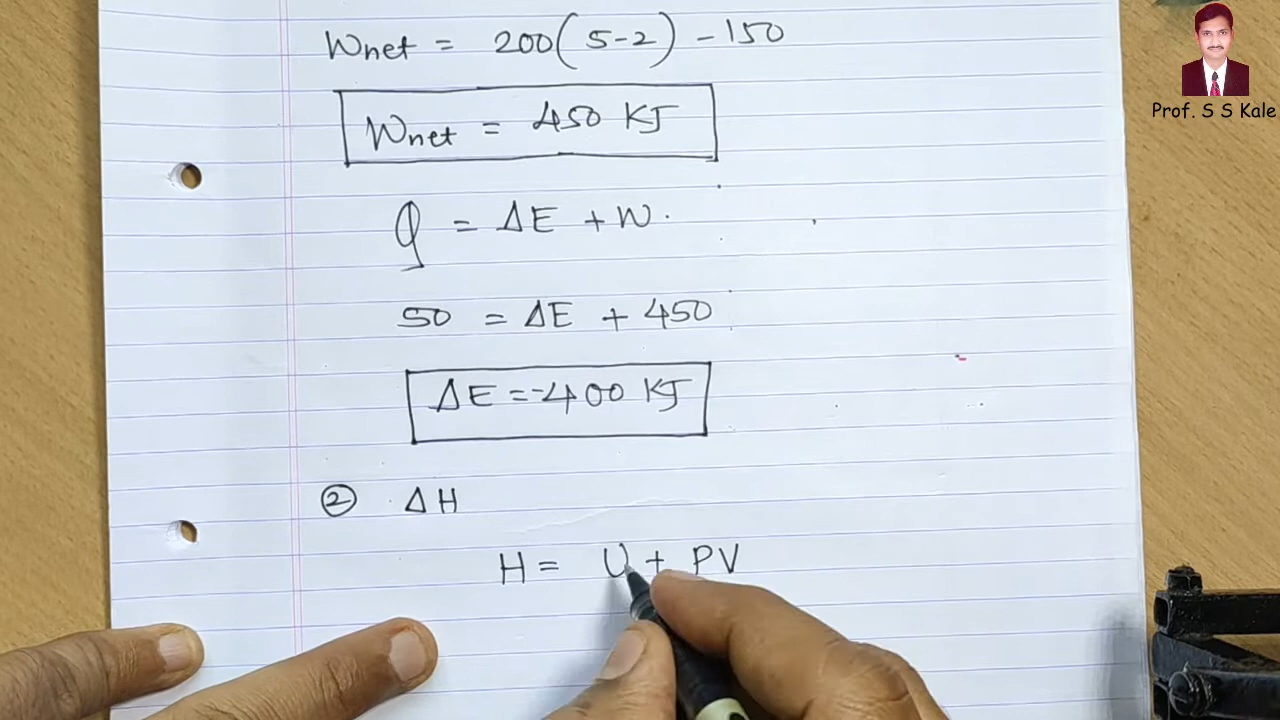 Wnet = 200(5-2) -150
Wnet = 450 KJ
Q = ΔE + W.
50 = ΔE + 450
ΔE = -400 KJ
② ΔH
H = U + PV
Prof. S S Kale